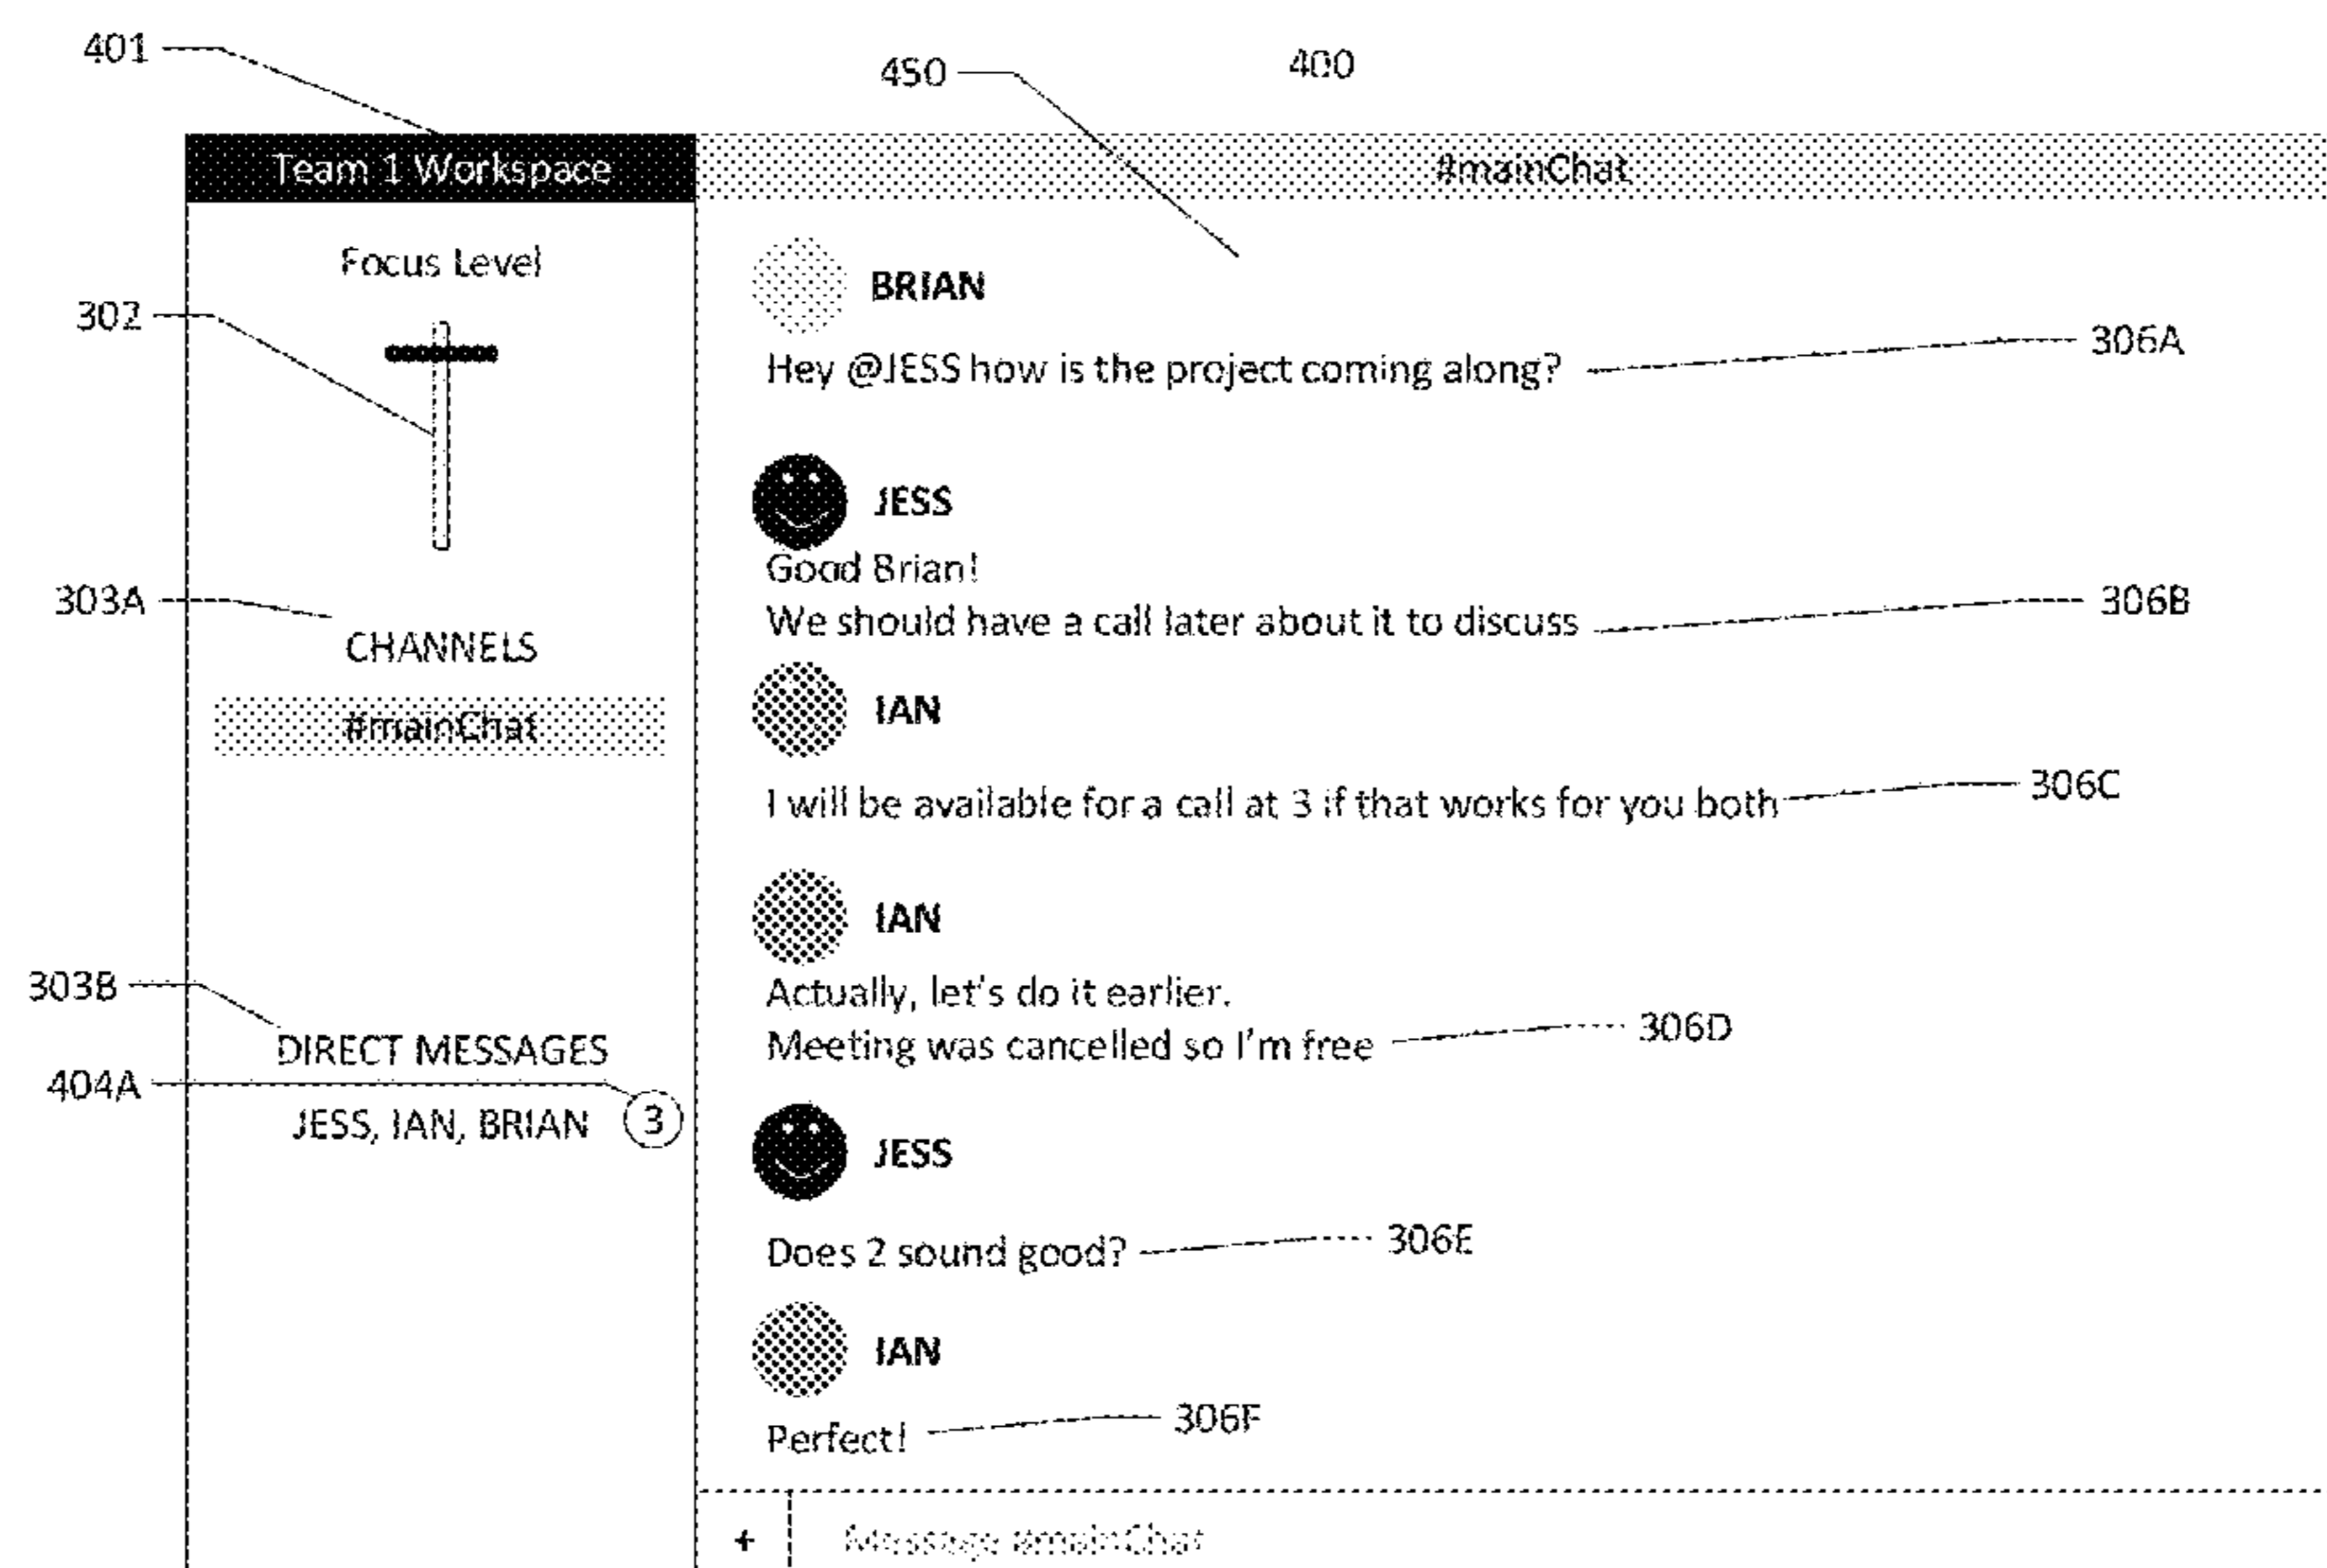 401
450
400
Team 1 Workspace
#mainChat
Focus Level
302
BRIAN
Hey @JESS how is the project coming along?
306A
JESS
Good Brian!
We should have a call later about it to discuss
306B
303A
CHANNELS
#mainChat
IAN
I will be available for a call at 3 if that works for you both
306C
IAN
Actually, let's do it earlier.
Meeting was cancelled so I'm free
306D
303B
DIRECT MESSAGES
404A
JESS, IAN, BRIAN 3
JESS
Does 2 sound good?
306E
IAN
Perfect!
306F
+ Message #mainChat